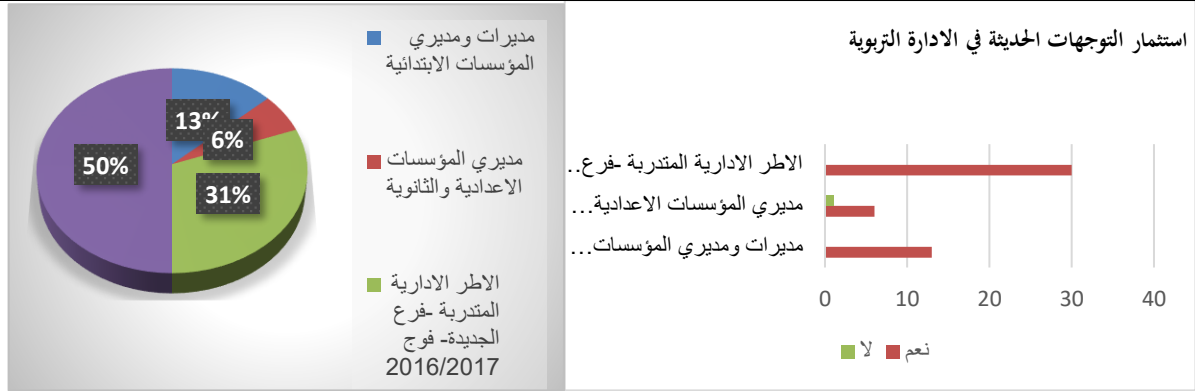 استثمار التوجهات الحديثة في الادارة التربوية
الاطر الادارية المتدربة -فرع..
مديري المؤسسات الاعدادية...
مديرات ومديري المؤسسات...
0 10 20 30 40
نعم لا
مديرات ومديري
المؤسسات الابتدائية
مديري المؤسسات
الاعدادية والثانوية
الاطر الادارية
المتدربة -فرع
الجديدة- فوج
2016/2017
13%
6%
50%
31%